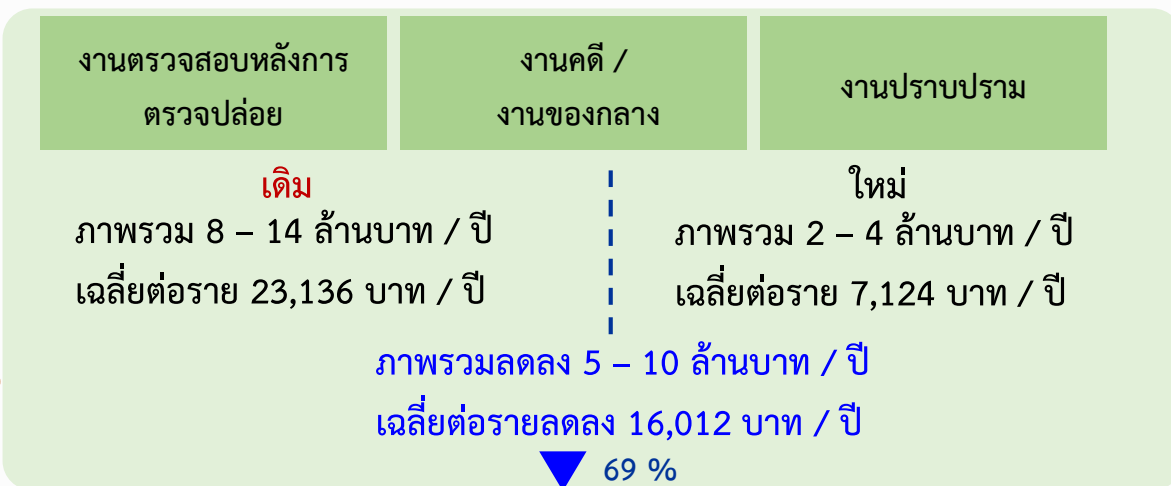 งานตรวจสอบหลังการ
ตรวจปล่อย
งานคดี /
งานของกลาง
งานปราบปราม
เดิม
ภาพรวม 8 – 14 ล้านบาท / ปี
เฉลี่ยต่อราย 23,136 บาท / ปี
ใหม่
ภาพรวม 2 – 4 ล้านบาท / ปี
เฉลี่ยต่อราย 7,124 บาท / ปี
ภาพรวมลดลง 5 – 10 ล้านบาท / ปี
เฉลี่ยต่อรายลดลง 16,012 บาท / ปี
69 %